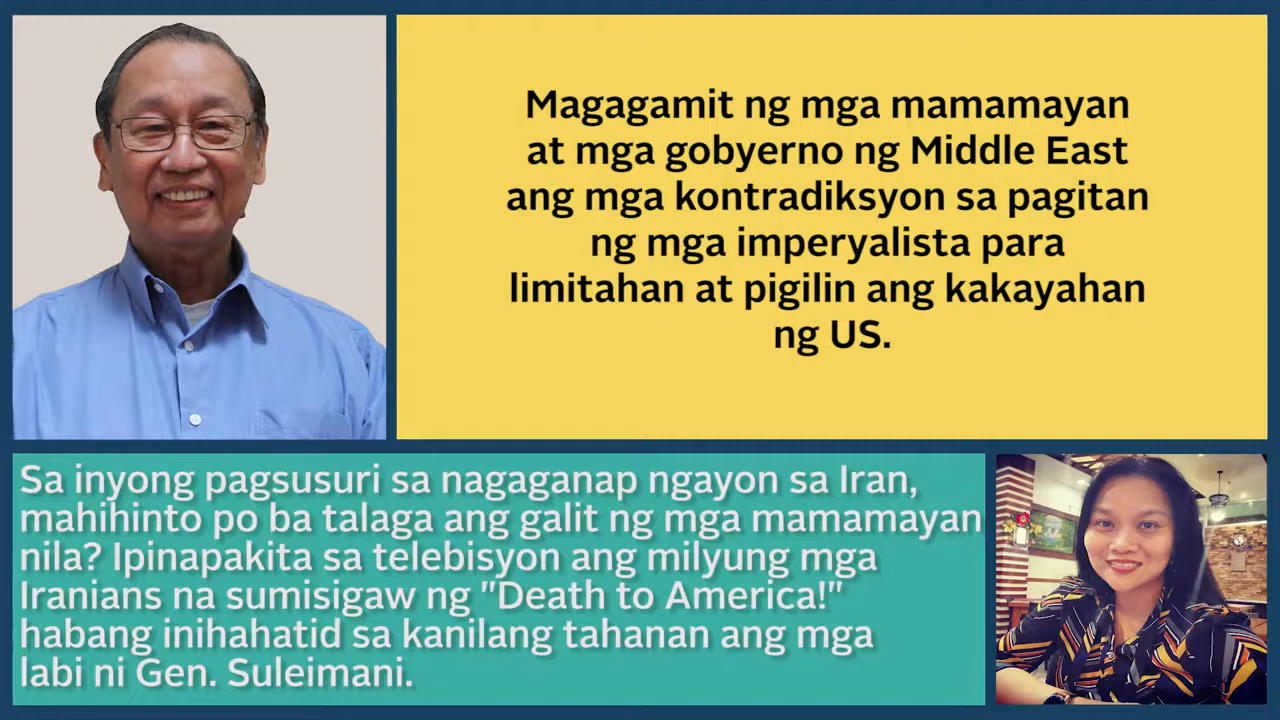 Magagamit ng mga mamamayan
at mga gobyerno ng Middle East
ang mga kontradiksyon sa pagitan
ng mga imperyalista para
limitahan at pigilin ang kakayahan
ng US.
Sa inyong pagsusuri sa nagaganap ngayon sa Iran,
mahihinto po ba talaga ang galit ng mga mamamayan
nila? Ipinapakita sa telebisyon ang milyung mga
Iranians na sumisigaw ng "Death to America!"
habang inihahatid sa kanilang tahanan ang mga
labi ni Gen. Suleimani.